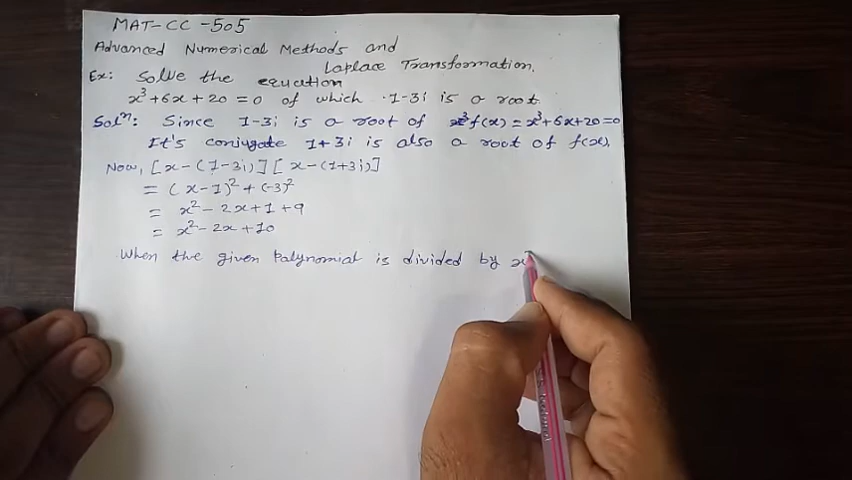 MAT-CC-505
Advanced Numerical Methods and
Laplace Transformation.
Ex: Solve the equation
x³+6x+20=0 of which 1-3i is a root.
Solⁿ: Since 1-3i is a root of f(x)=x³+6x+20=0
It's conjugate 1+3i is also a root of f(x).
Now, [x-(1-3i)][x-(1+3i)]
= (x-1)²+(-3)²
= x²-2x+1+9
= x²-2x+10
When the given Polynomial is divided by x²